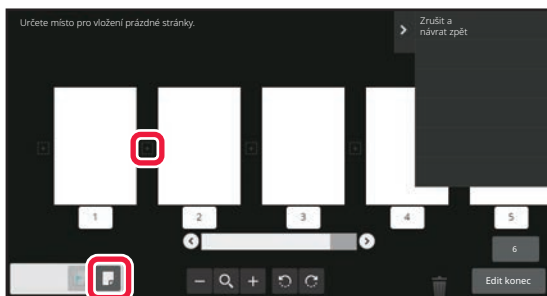 Určete místo pro vložení prázdné stránky.
Zrušit a
návrat zpět
1
2
3
4
5
6
Edit konec